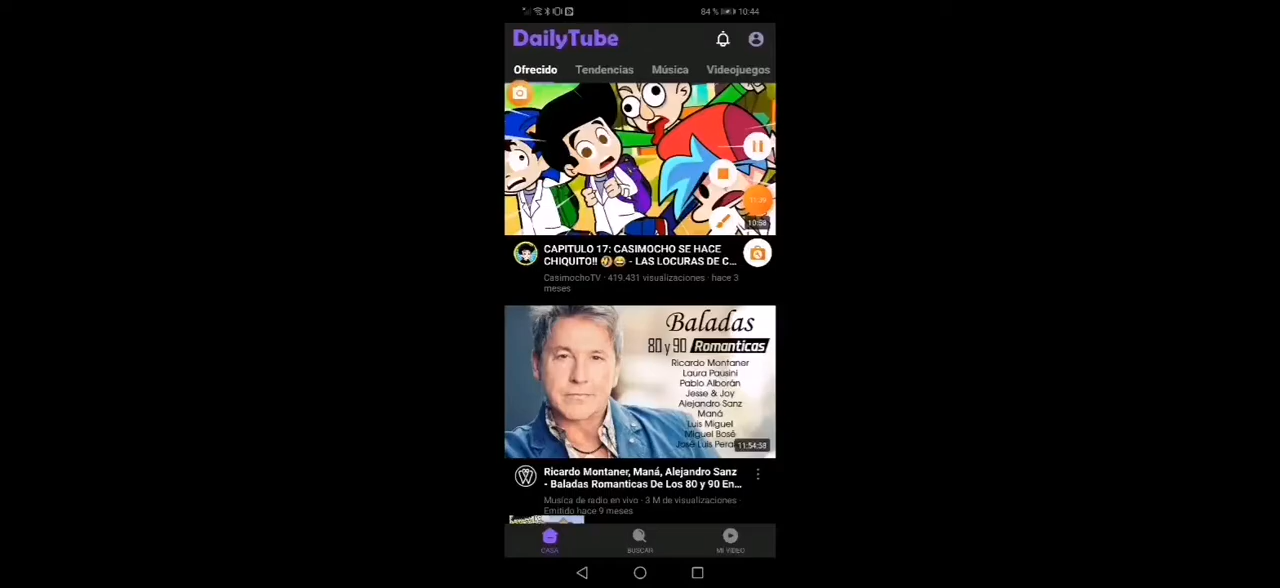 84 % 10:44
DailyTube
Ofrecido Tendencias Música Videojuegos
10:58
CAPITULO 17: CASIMOCHO SE HACE
CHIQUITO!! 🤣😄 - LAS LOCURAS DE C...
CasimochoTV · 419.431 visualizaciones · hace 3
meses
Baladas
80 y 90 Romanticas
Ricardo Montaner
Laura Pausini
Pablo Alborán
Jesse & Joy
Alejandro Sanz
Maná
Luis Miguel
Miguel Bosé
José Luis Pera
11:54:58
Ricardo Montaner, Maná, Alejandro Sanz
- Baladas Romanticas De Los 80 y 90 En...
Musica de radio en vivo · 3 M de visualizaciones ·
Emitido hace 9 meses
CASA BUSCAR MI VIDEO